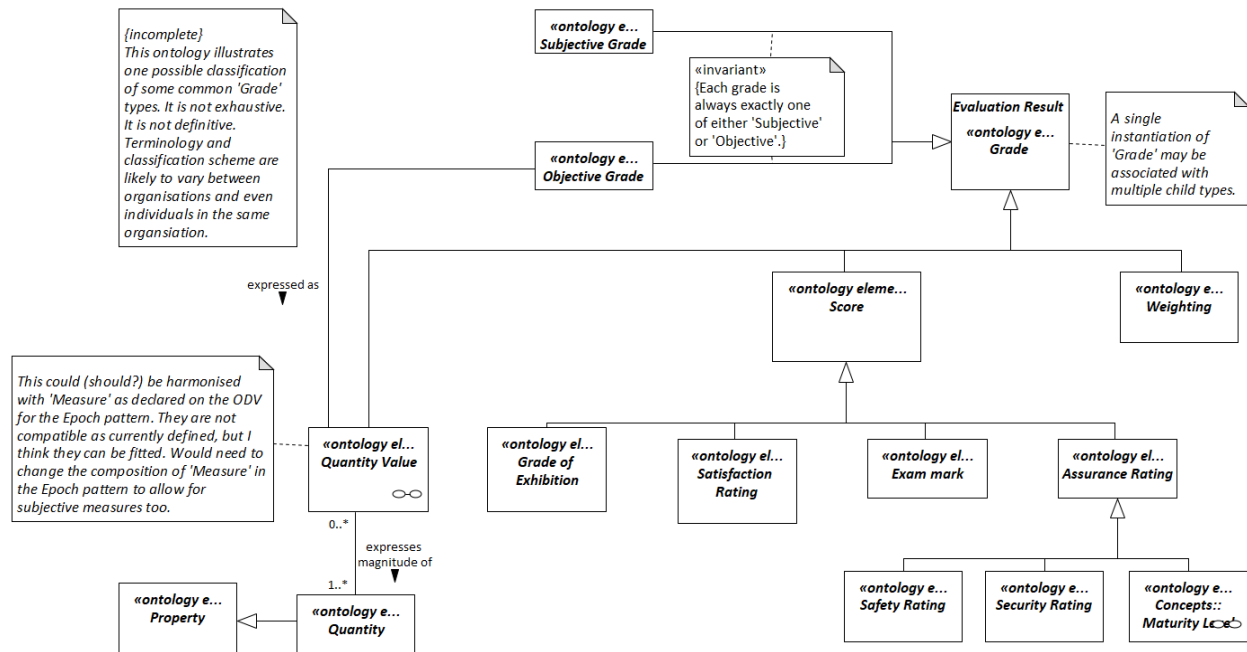 {incomplete}
This ontology illustrates
one possible classification
of some common 'Grade'
types. It is not exhaustive.
It is not definitive.
Terminology and
classification scheme are
likely to vary between
organisations and even
individuals in the same
organsiation.
«ontology e...
Subjective Grade
«invariant»
{Each grade is
always exactly one
of either 'Subjective'
or 'Objective'.}
«ontology e...
Objective Grade
Evaluation Result
«ontology e...
Grade
A single
instantiation of
'Grade' may be
associated with
multiple child types.
expressed as
«ontology eleme...
Score
«ontology e...
Weighting
This could (should?) be harmonised
with 'Measure' as declared on the ODV
for the Epoch pattern. They are not
compatible as currently defined, but I
think they can be fitted. Would need to
change the composition of 'Measure' in
the Epoch pattern to allow for
subjective measures too.
«ontology el...
Quantity Value
«ontology el...
Grade of
Exhibition
«ontology el...
Satisfaction
Rating
«ontology el...
Exam mark
«ontology el...
Assurance Rating
0..*
expresses
magnitude of
1..*
«ontology e...
Property
«ontology e...
Quantity
«ontology e...
Safety Rating
«ontology e...
Security Rating
«ontology e...
Concepts::
Maturity Level